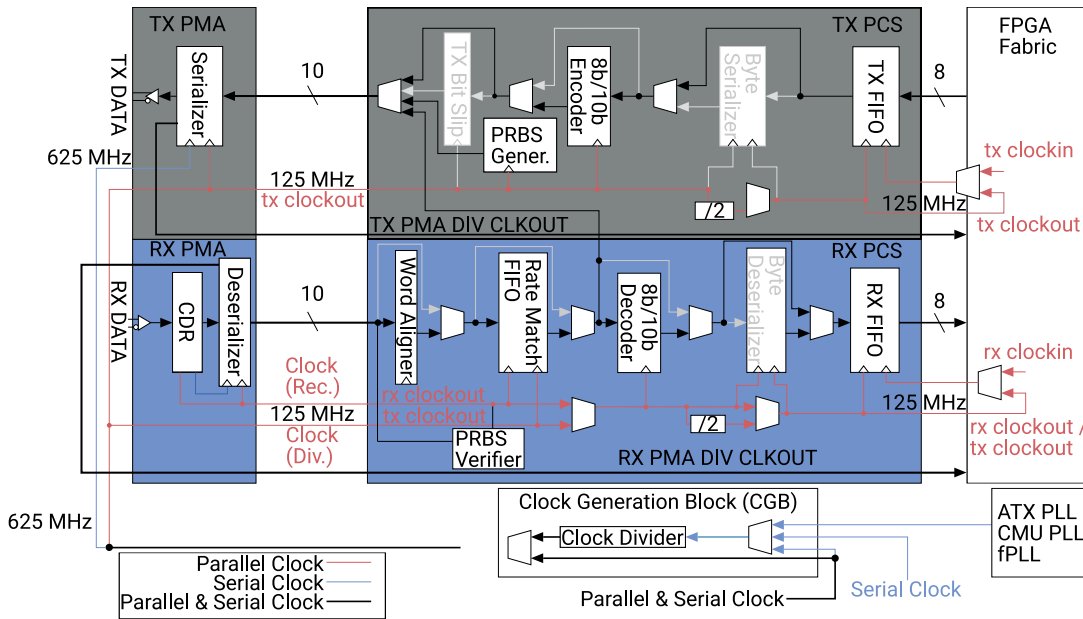 TX PMA
TX PCS
FPGA
Fabric
TX DATA
Serializer
10
TX Bit Slip
8b/10b
Encoder
Byte
Serializer
TX FIFO
8
PRBS
Gener.
625 MHz
125 MHz
tx clockout
/2
tx clockin
125 MHz
tx clockout
TX PMA DIV CLKOUT
RX PMA
RX PCS
RX DATA
CDR
Deserializer
10
Word Aligner
Rate Match
FIFO
8b/10b
Decoder
Byte
Deserializer
RX FIFO
8
Clock
(Rec.)
125 MHz
Clock
(Div.)
rx clockout
tx clockout
/2
rx clockin
125 MHz
rx clockout /
tx clockout
PRBS
Verifier
RX PMA DIV CLKOUT
625 MHz
Clock Generation Block (CGB)
Clock Divider
ATX PLL
CMU PLL
fPLL
Parallel Clock
Serial Clock
Parallel & Serial Clock
Parallel & Serial Clock
Serial Clock